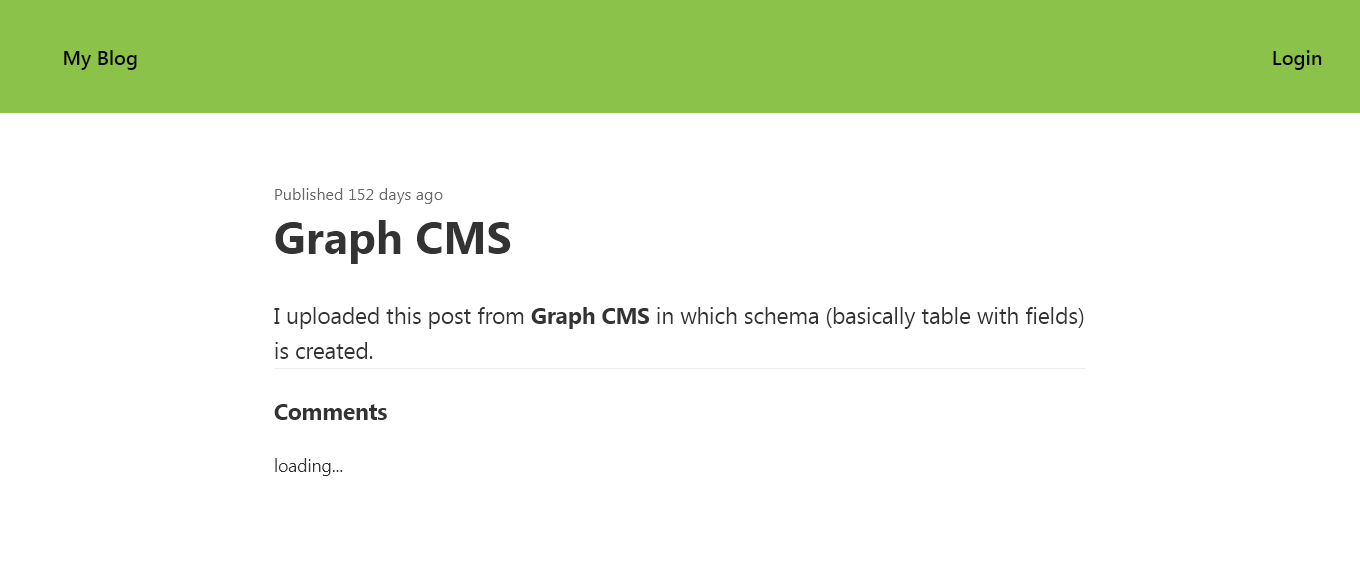 My Blog
Login
Published 152 days ago
Graph CMS
I uploaded this post from Graph CMS in which schema (basically table with fields)
is created.
Comments
loading...